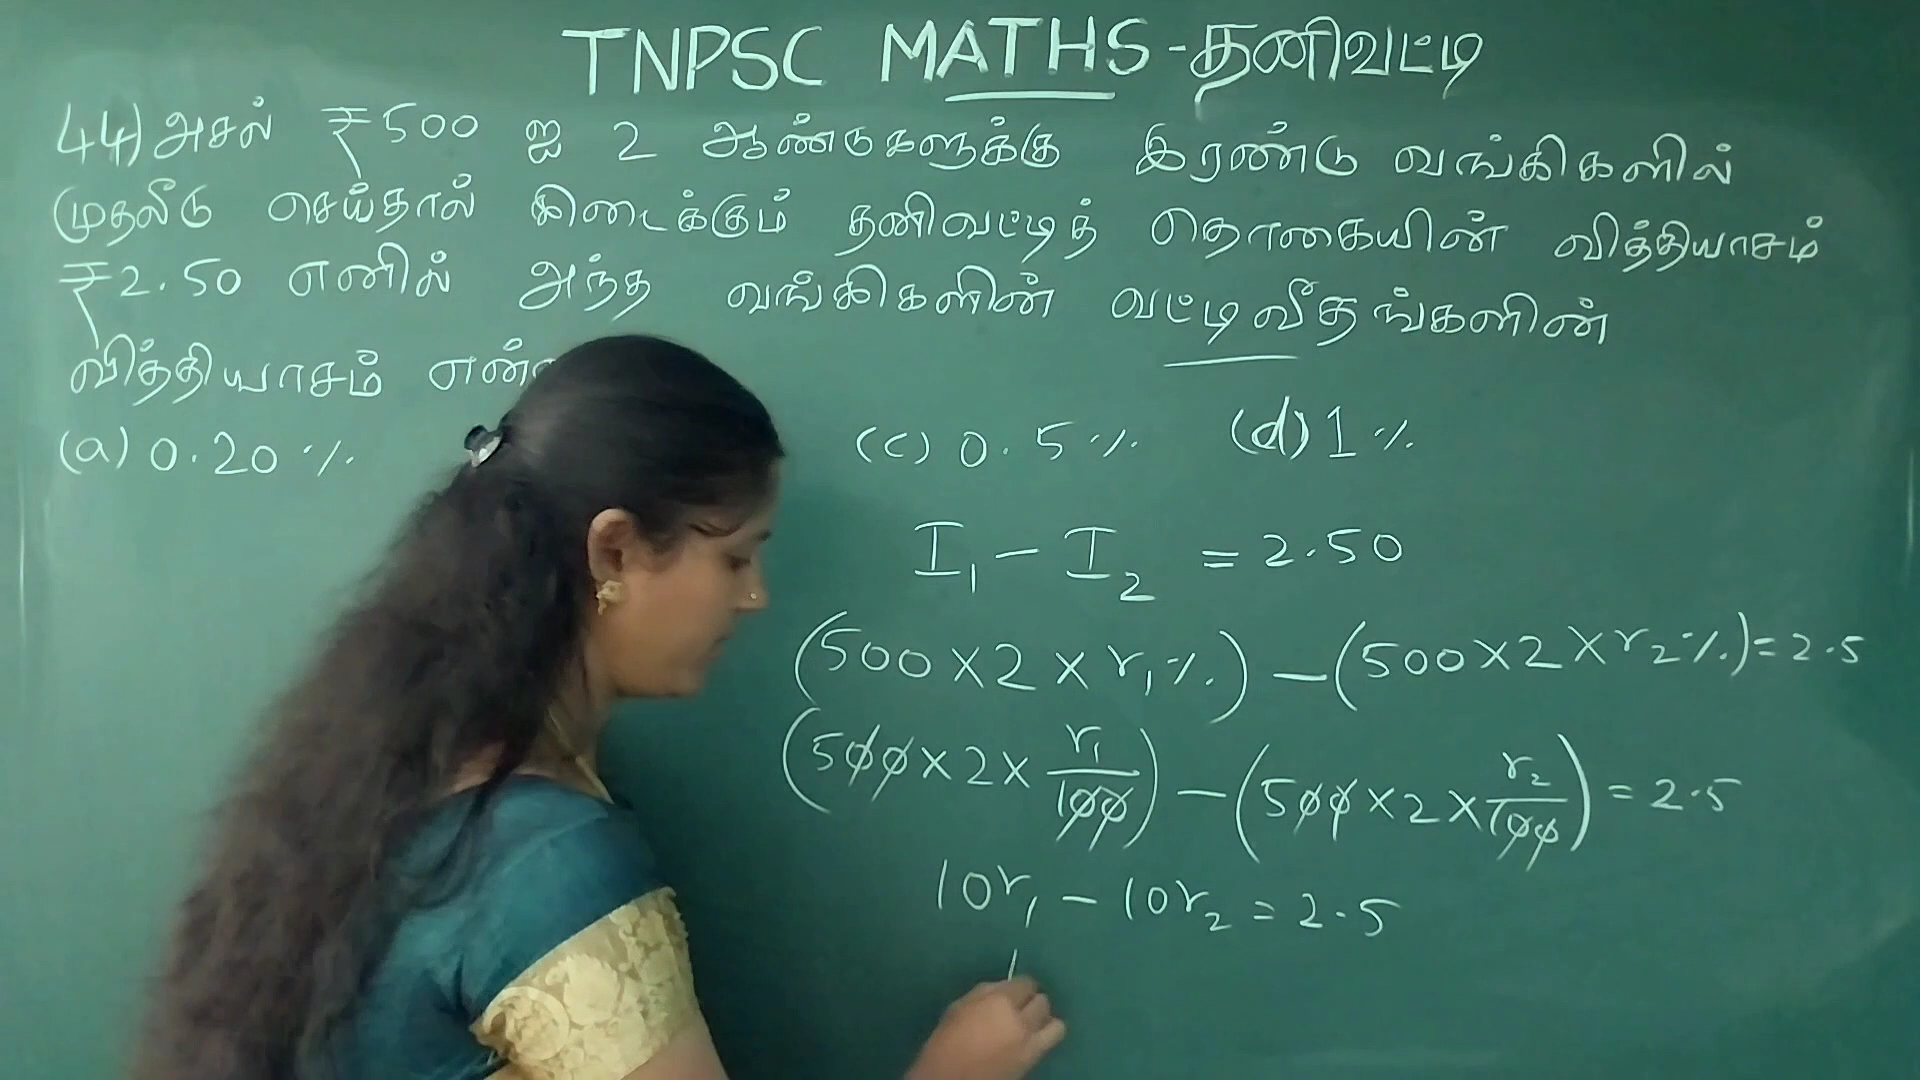 TNPSC MATHS - தனிவட்டி
44) அசல் ₹500 ஐ 2 ஆண்டுகளுக்கு இரண்டு வங்கிகளில்
முதலீடு செய்தால் கிடைக்கும் தனிவட்டித் தொகையின் வித்தியாசம்
₹2.50 எனில் அந்த வங்கிகளின் வட்டி வீதங்களின்
வித்தியாசம்
(a) 0.20 % (c) 0.5 % (d) 1 %
I₁ - I₂ = 2.50
(500 × 2 × r₁ %) - (500 × 2 × r₂ %) = 2.5
(500 × 2 × r₁/100) - (500 × 2 × r₂/100) = 2.5
10r₁ - 10r₂ = 2.5